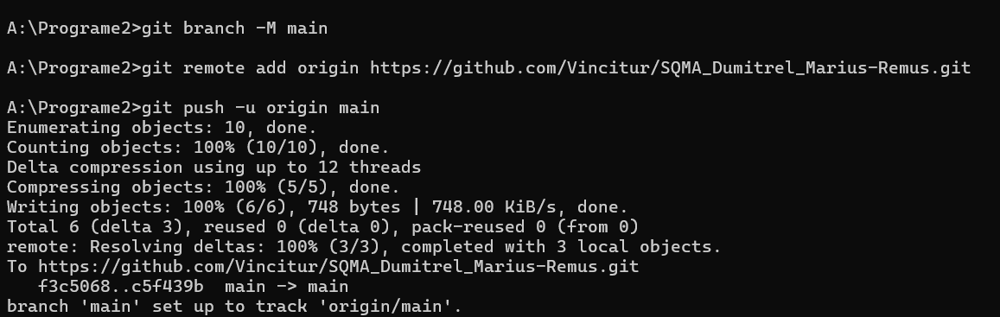 A:\Programe2>git branch -M main
A:\Programe2>git remote add origin https://github.com/Vincitur/SQMA_Dumitrel_Marius-Remus.git
A:\Programe2>git push -u origin main
Enumerating objects: 10, done.
Counting objects: 100% (10/10), done.
Delta compression using up to 12 threads
Compressing objects: 100% (5/5), done.
Writing objects: 100% (6/6), 748 bytes | 748.00 KiB/s, done.
Total 6 (delta 3), reused 0 (delta 0), pack-reused 0 (from 0)
remote: Resolving deltas: 100% (3/3), completed with 3 local objects.
To https://github.com/Vincitur/SQMA_Dumitrel_Marius-Remus.git
   f3c5068..c5f439b  main -> main
branch 'main' set up to track 'origin/main'.